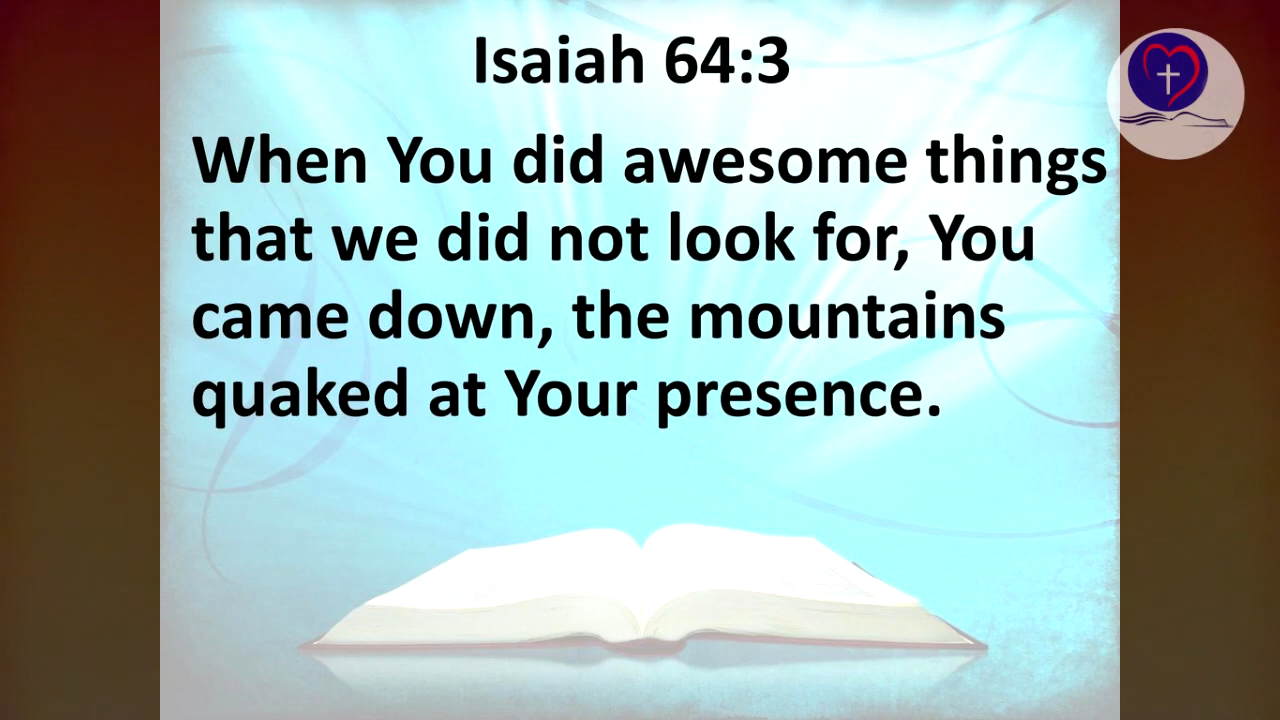 Isaiah 64:3
When You did awesome things
that we did not look for, You
came down, the mountains
quaked at Your presence.